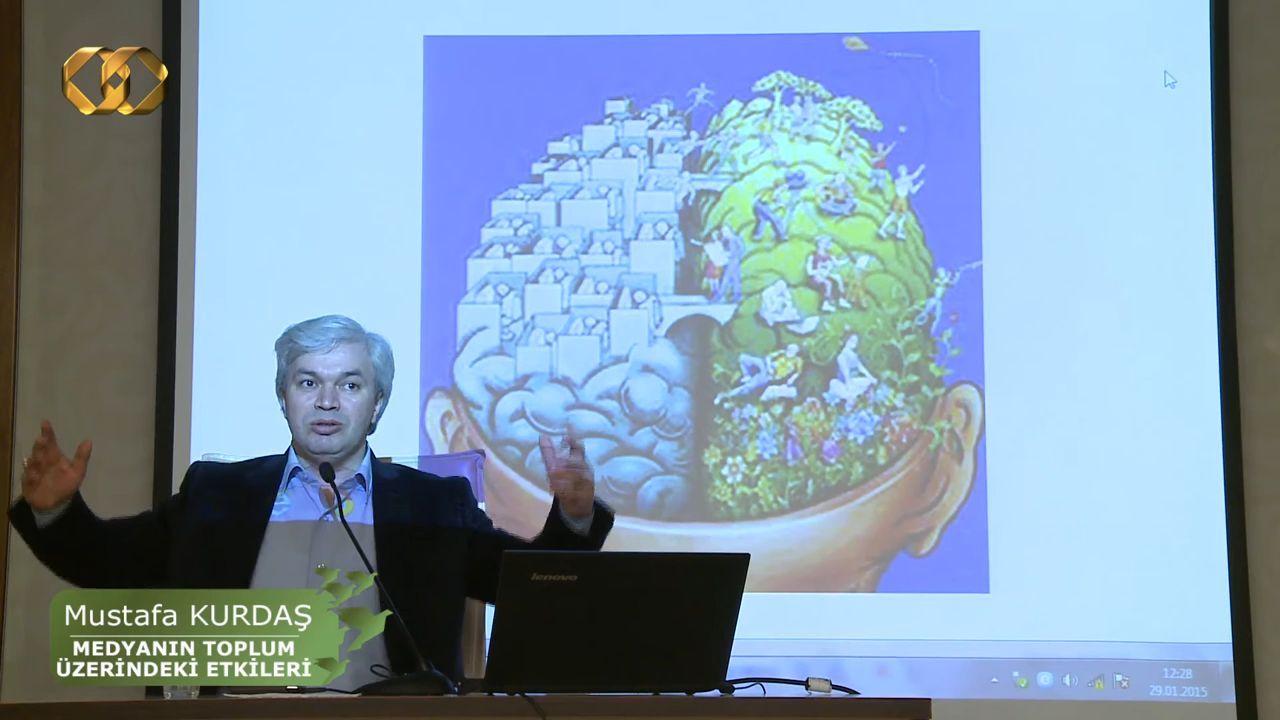 lenovo
Mustafa KURDAŞ
MEDYANIN TOPLUM
ÜZERİNDEKİ ETKİLERİ
12:28
29.01.2015